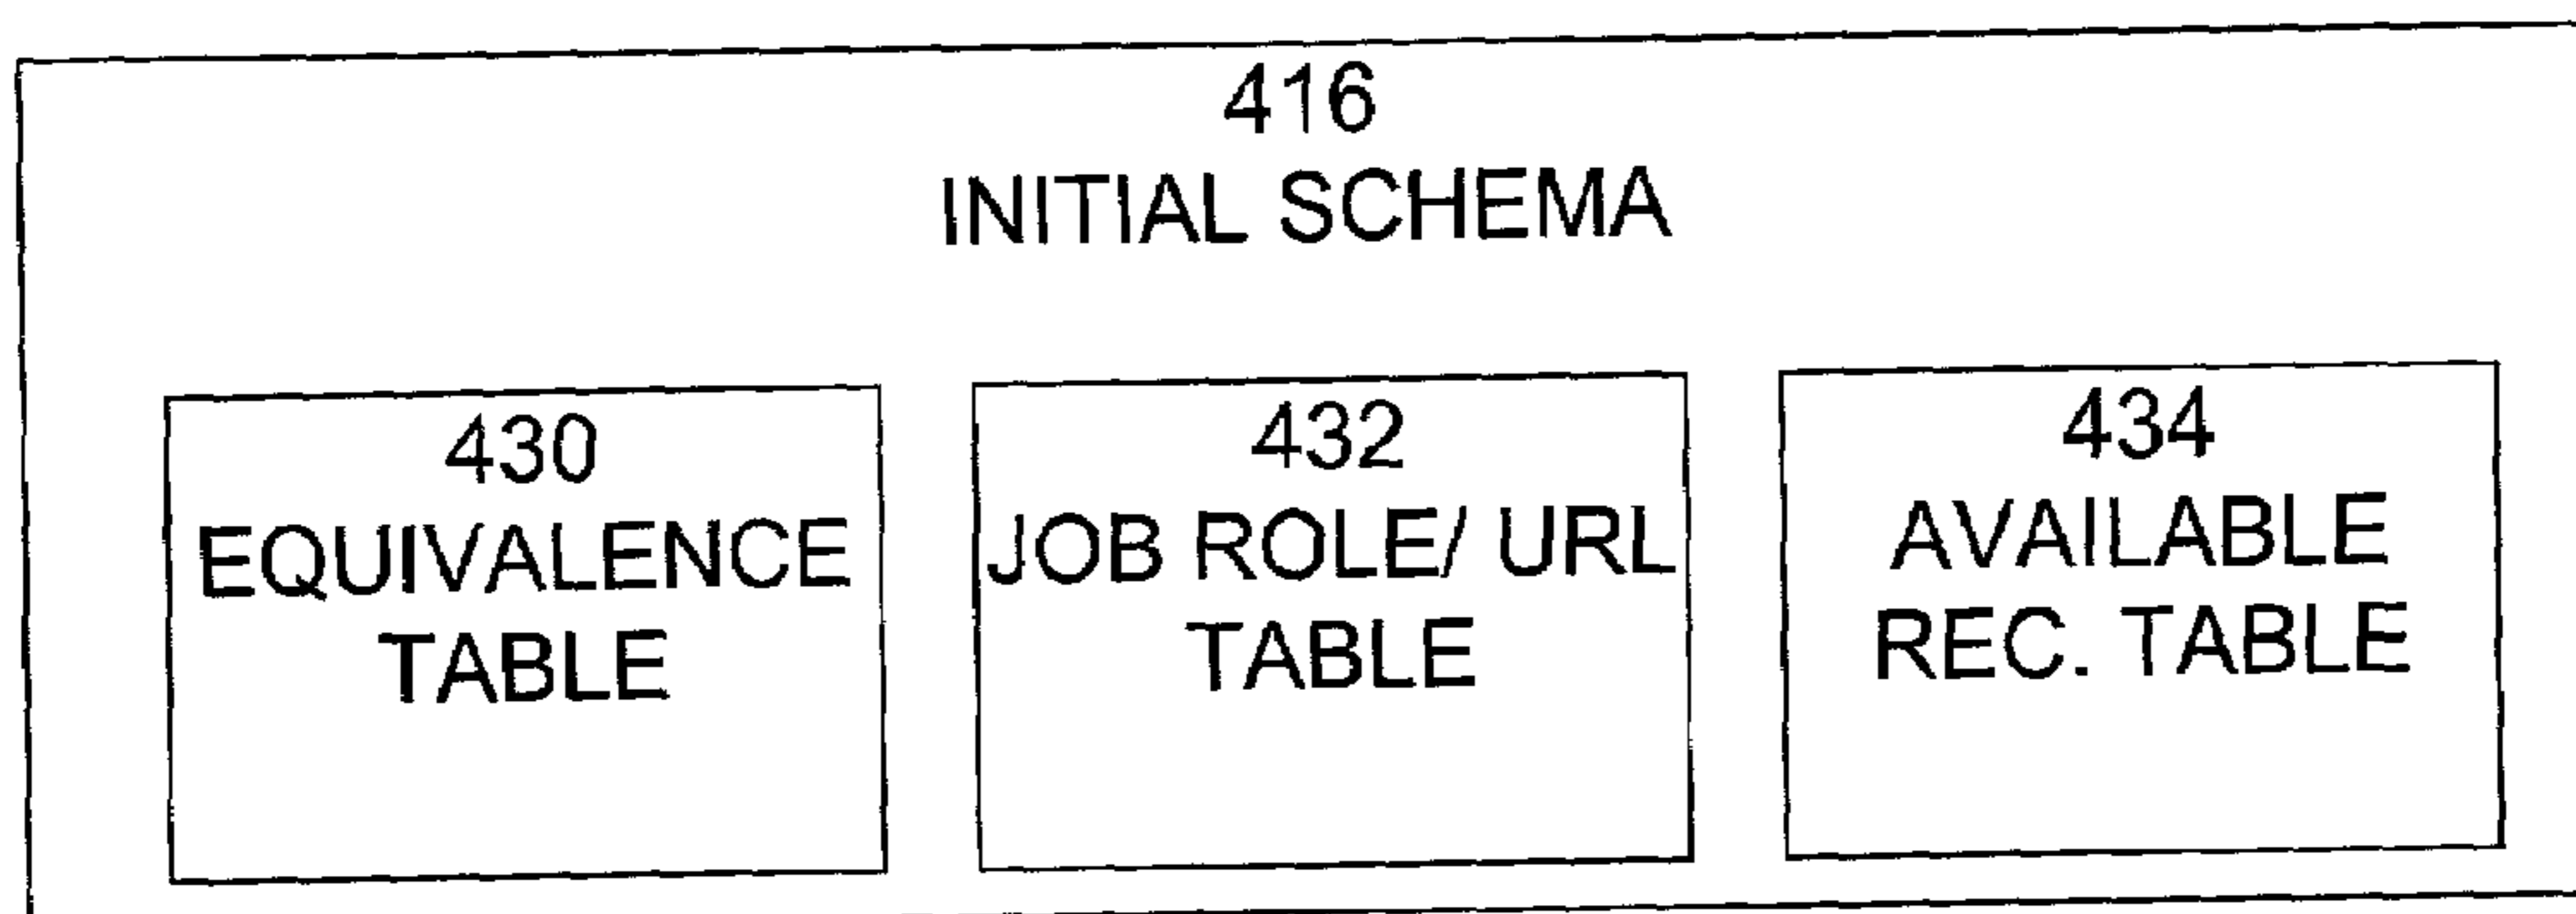 416
INITIAL SCHEMA
430
EQUIVALENCE
TABLE
432
JOB ROLE/ URL
TABLE
434
AVAILABLE
REC. TABLE